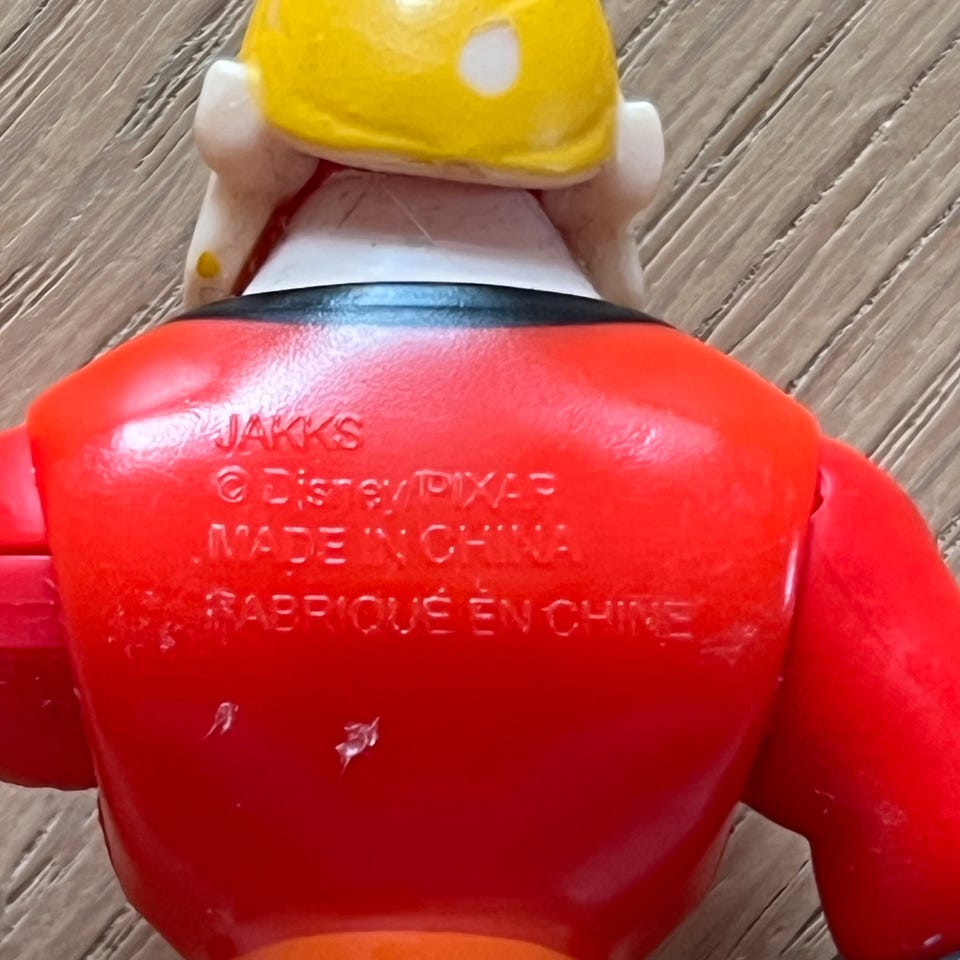 JAKKS
© Disney/PIXAR
MADE IN CHINA
FABRIQUÉ EN CHINE